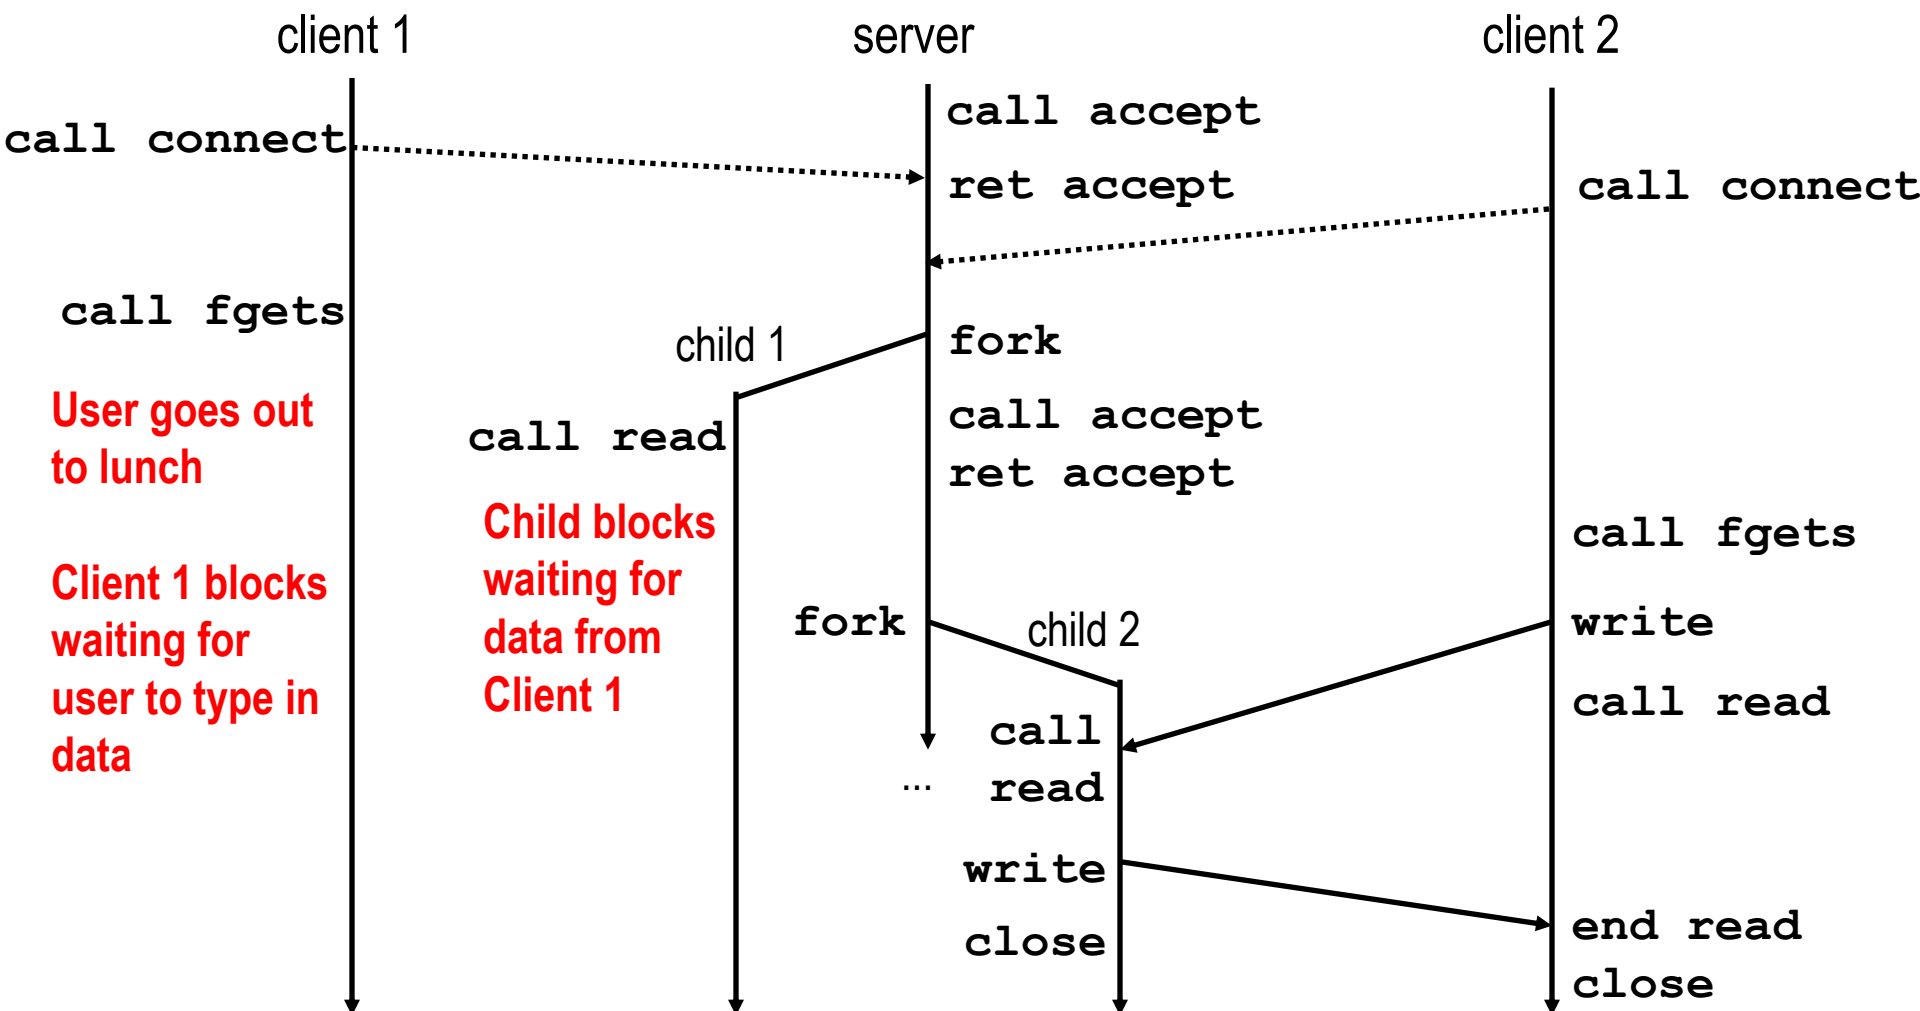 client 1
server
client 2
call connect
call accept
ret accept
call connect
call fgets
child 1
fork
User goes out
to lunch
call read
call accept
ret accept
Child blocks
waiting for
data from
Client 1
call fgets
Client 1 blocks
waiting for
user to type in
data
fork
child 2
write
call read
call
read
...
write
close
end read
close